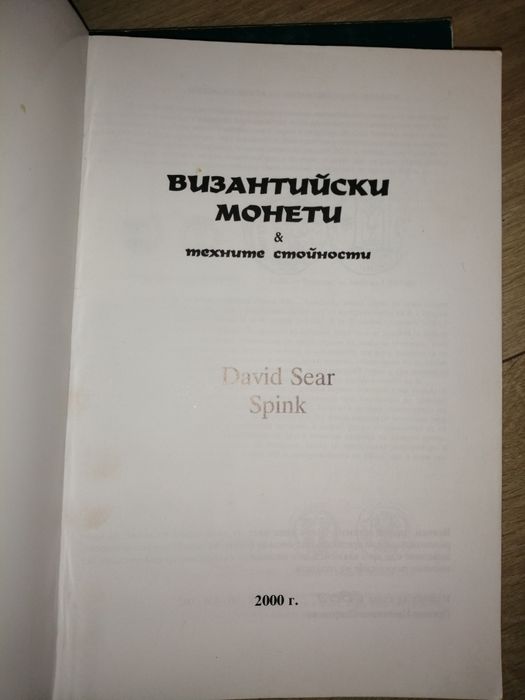 ВИЗАНТИЙСКИ
МОНЕТИ
&
техните стойности
David Sear
Spink
2000 г.